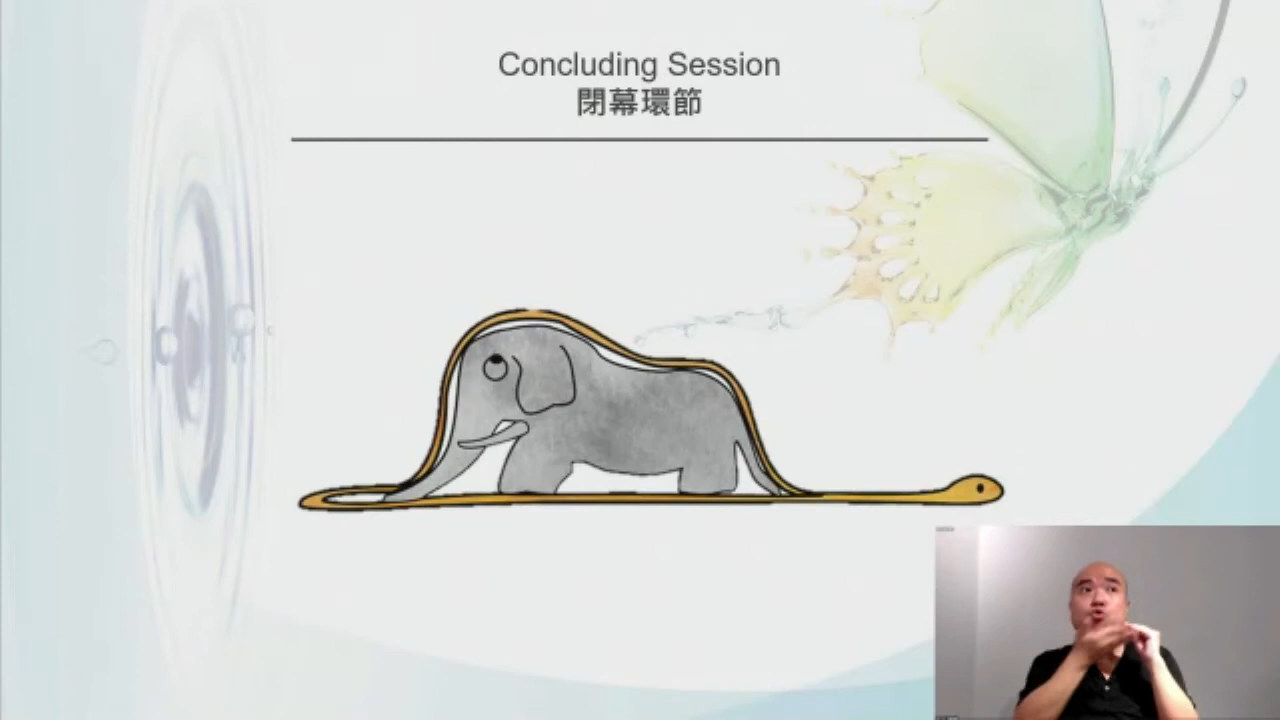 Concluding Session
閉幕環節